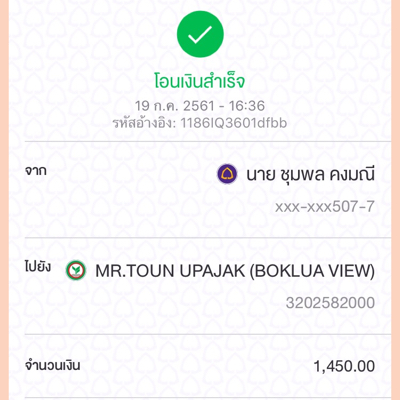 โอนเงินสำเร็จ
19 ก.ค. 2561 - 16:36
รหัสอ้างอิง: 1186IQ3601dfbb
จาก นาย ชุมพล คงมณี
xxx-xxx507-7
ไปยัง MR.TOUN UPAJAK (BOKLUA VIEW)
3202582000
จำนวนเงิน 1,450.00